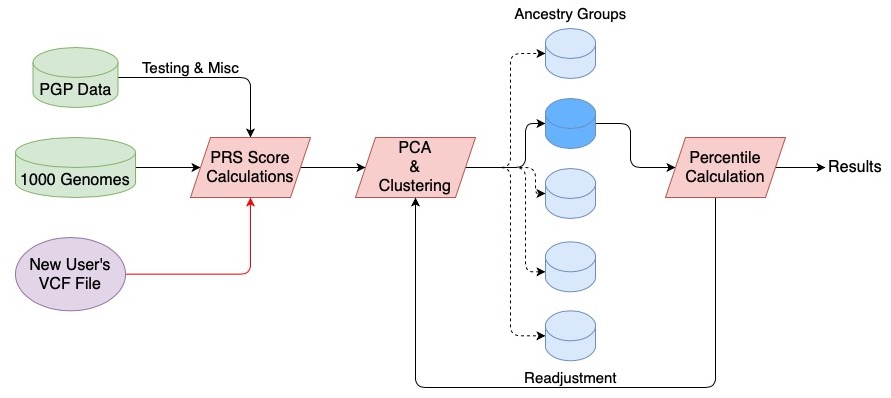 Ancestry Groups
Testing & Misc
PGP Data
1000 Genomes
New User's
VCF File
PRS Score
Calculations
PCA
&
Clustering
Percentile
Calculation
Results
Readjustment